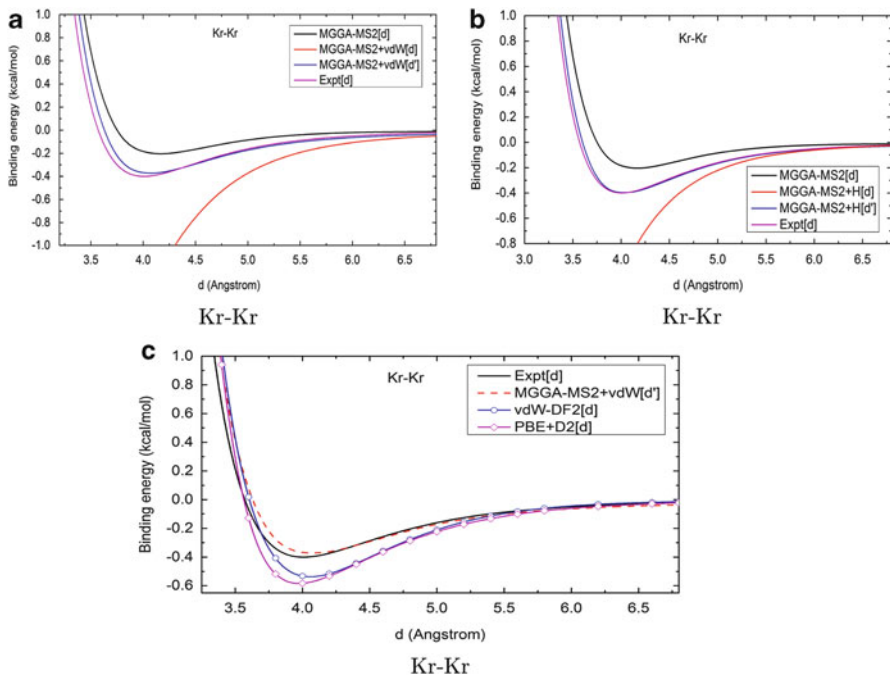 a
Kr-Kr
MGGA-MS2[d]
MGGA-MS2+vdW[d]
MGGA-MS2+vdW[d']
Expt[d]
Binding energy (kcal/mol)
1.0
0.8
0.6
0.4
0.2
0.0
-0.2
-0.4
-0.6
-0.8
-1.0
3.5 4.0 4.5 5.0 5.5 6.0 6.5
d (Angstrom)
Kr-Kr
b
Kr-Kr
MGGA-MS2[d]
MGGA-MS2+H[d]
MGGA-MS2+H[d']
Expt[d]
Binding energy (kcal/mol)
1.0
0.8
0.6
0.4
0.2
0.0
-0.2
-0.4
-0.6
-0.8
3.0 3.5 4.0 4.5 5.0 5.5 6.0 6.5
d (Angstrom)
Kr-Kr
c
Kr-Kr
Expt[d]
MGGA-MS2+vdW[d']
vdW-DF2[d]
PBE+D2[d]
Binding energy (kcal/mol)
1.0
0.8
0.6
0.4
0.2
0.0
-0.2
-0.4
-0.6
3.5 4.0 4.5 5.0 5.5 6.0 6.5
d (Angstrom)
Kr-Kr